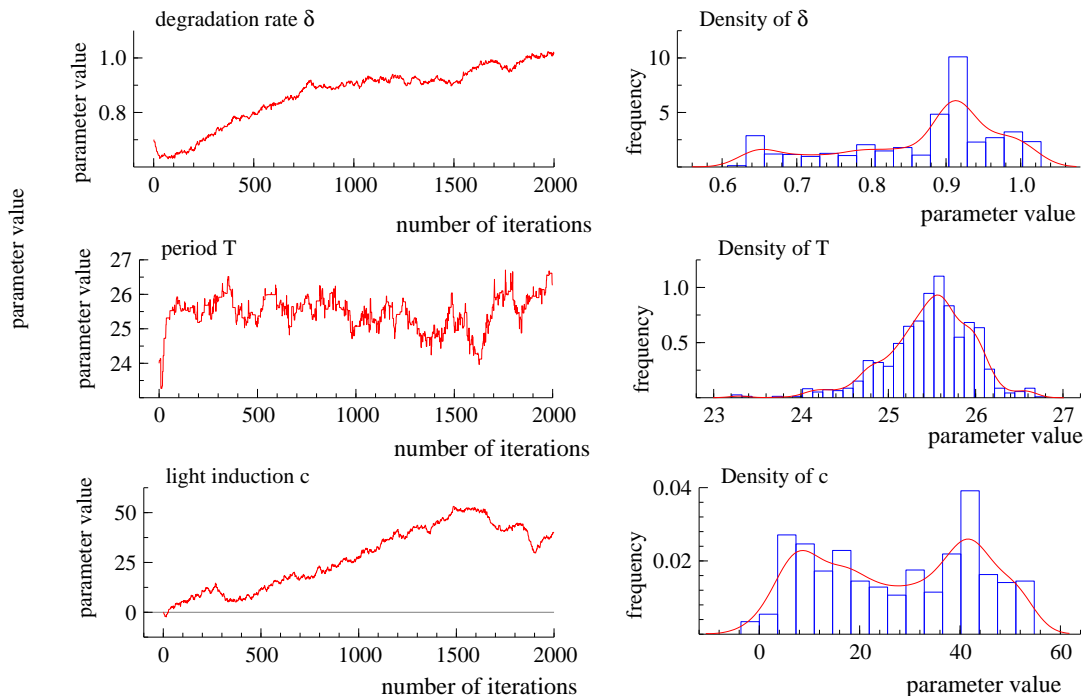 degradation rate δ
parameter value
1.0
0.8
0 500 1000 1500 2000
number of iterations
Density of δ
frequency
10
5
0.6 0.7 0.8 0.9 1.0
parameter value
parameter value
period T
parameter value
27
26
25
24
0 500 1000 1500 2000
number of iterations
Density of T
frequency
1.0
0.5
23 24 25 26 27
parameter value
light induction c
parameter value
50
25
0
0 500 1000 1500 2000
number of iterations
Density of c
frequency
0.04
0.02
0 20 40 60
parameter value